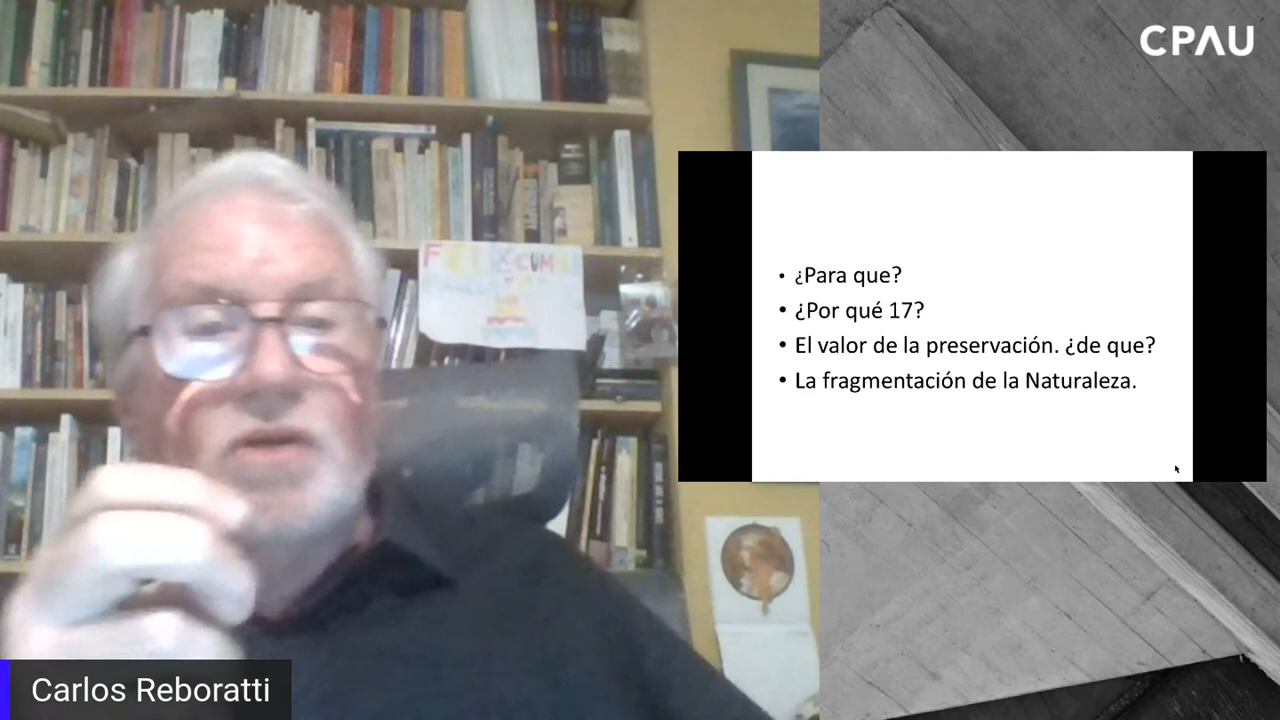 CPAU
¿Para que?
¿Por qué 17?
El valor de la preservación. ¿de que?
La fragmentación de la Naturaleza.
Carlos Reboratti